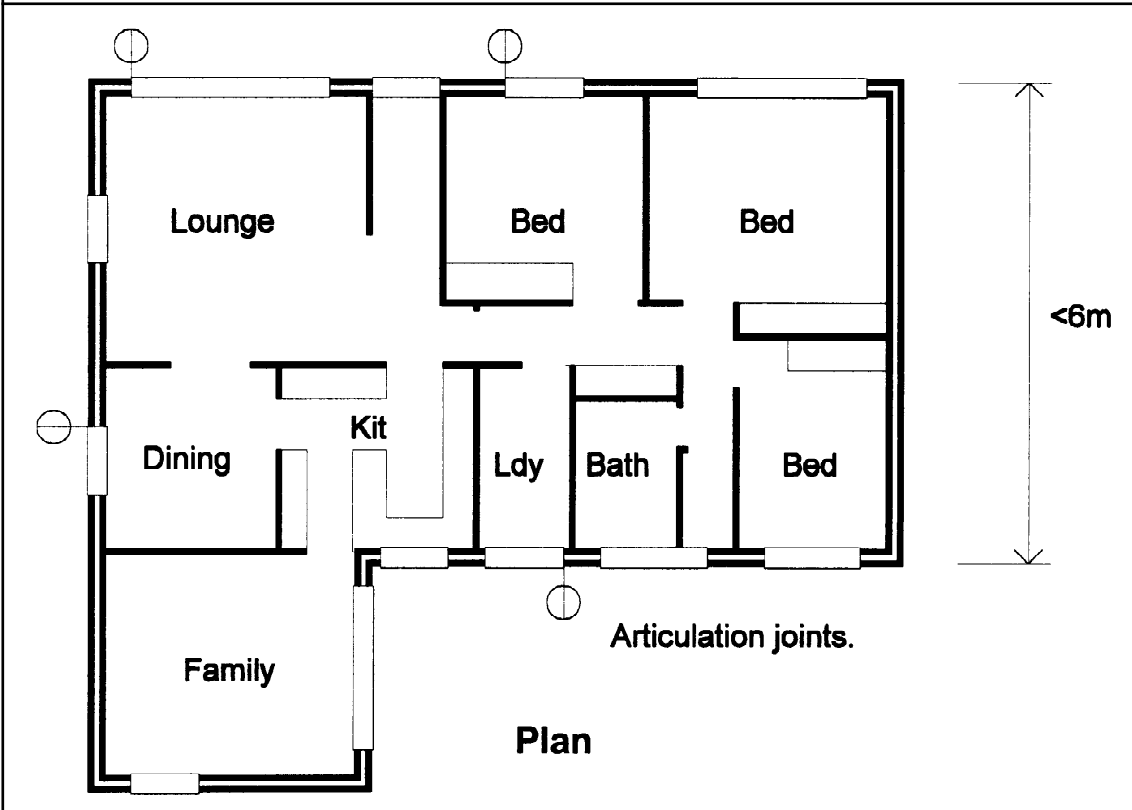 Lounge
Bed
Bed
<6m
Kit
Dining
Ldy
Bath
Bed
Articulation joints.
Family
Plan